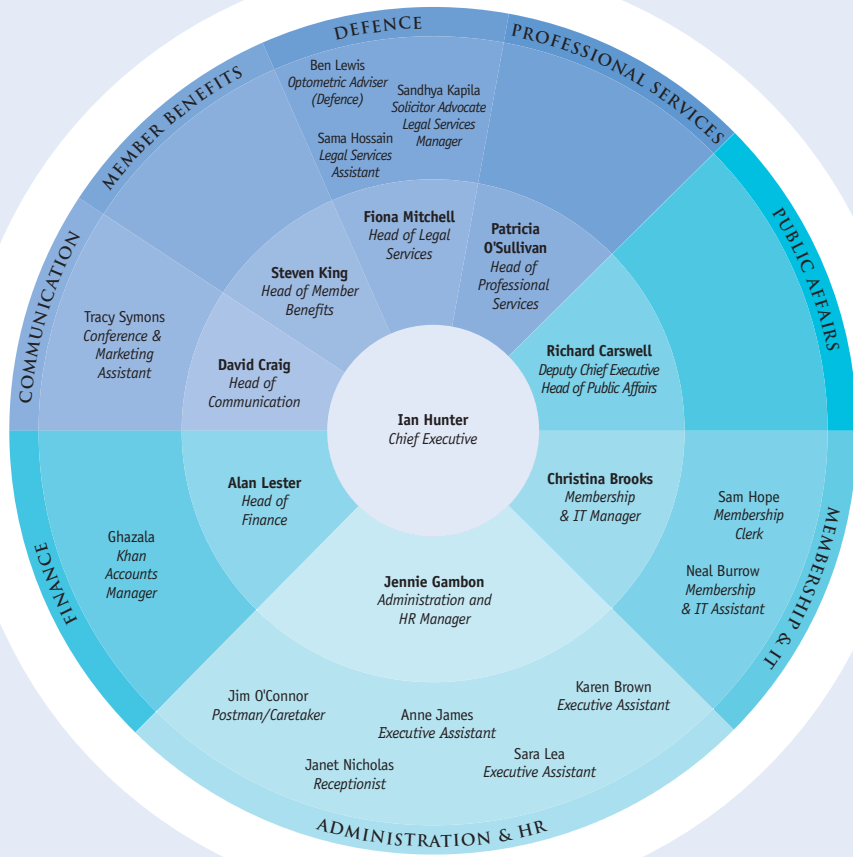 DEFENCE
PROFESSIONAL SERVICES
MEMBER BENEFITS
PUBLIC AFFAIRS
COMMUNICATION
MEMBERSHIP & IT
FINANCE
ADMINISTRATION & HR
Ben Lewis
Optometric Adviser
(Defence)
Sandhya Kapila
Solicitor Advocate
Legal Services
Manager
Sama Hossain
Legal Services
Assistant
Fiona Mitchell
Head of Legal
Services
Patricia
O'Sullivan
Head of
Professional
Services
Steven King
Head of Member
Benefits
Tracy Symons
Conference &
Marketing
Assistant
David Craig
Head of
Communication
Richard Carswell
Deputy Chief Executive
Head of Public Affairs
Ian Hunter
Chief Executive
Alan Lester
Head of
Finance
Christina Brooks
Membership
& IT Manager
Sam Hope
Membership
Clerk
Neal Burrow
Membership
& IT Assistant
Ghazala
Khan
Accounts
Manager
Jennie Gambon
Administration and
HR Manager
Jim O'Connor
Postman/Caretaker
Karen Brown
Executive Assistant
Anne James
Executive Assistant
Janet Nicholas
Receptionist
Sara Lea
Executive Assistant